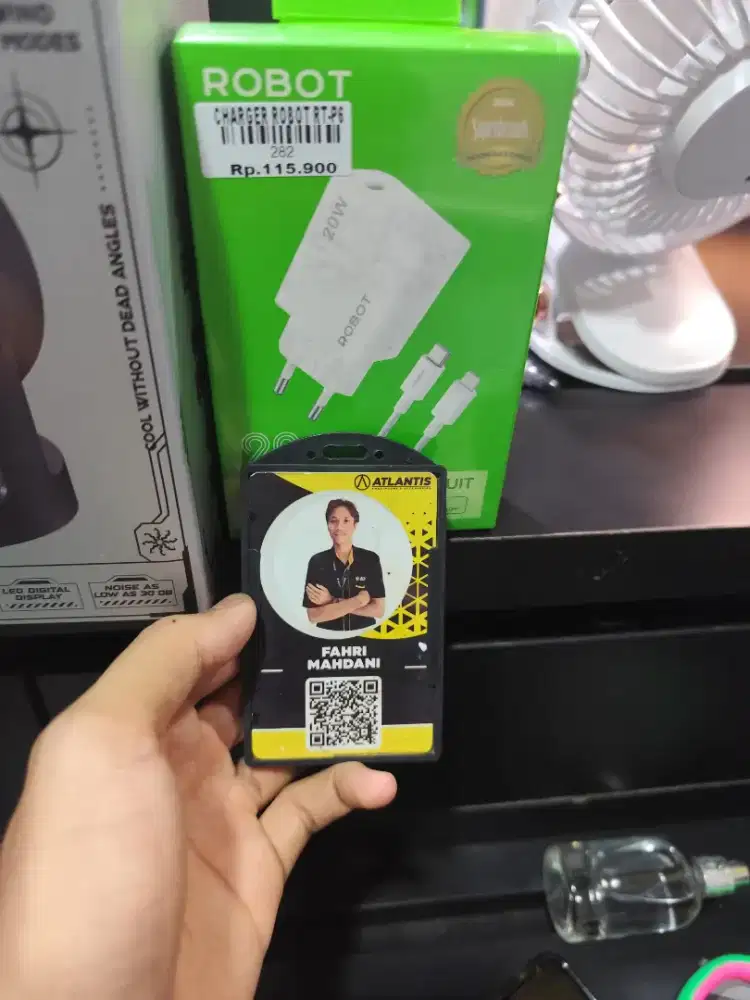 MODES
COOL WITHOUT DEAD ANGLES
LED DIGITAL
DISPLAY
NOISE AS
LOW AS 30 DB
ROBOT
CHARGER ROBOT RT-P6
282
Rp.115.900
20W
ROBOT
ATLANTIS
FAHRI
MAHDANI